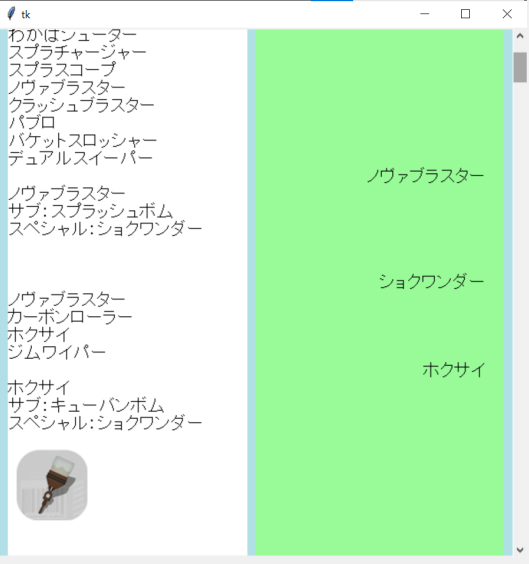 tk
わかばシューター
スプラチャージャー
スプラスコープ
ノヴァブラスター
クラッシュブラスター
パブロ
バケットスロッシャー
デュアルスイーパー
ノヴァブラスター
ノヴァブラスター
サブ：スプラッシュボム
スペシャル：ショクワンダー
ショクワンダー
ノヴァブラスター
カーボンローラー
ホクサイ
ジムワイパー
ホクサイ
ホクサイ
サブ：キューバンボム
スペシャル：ショクワンダー